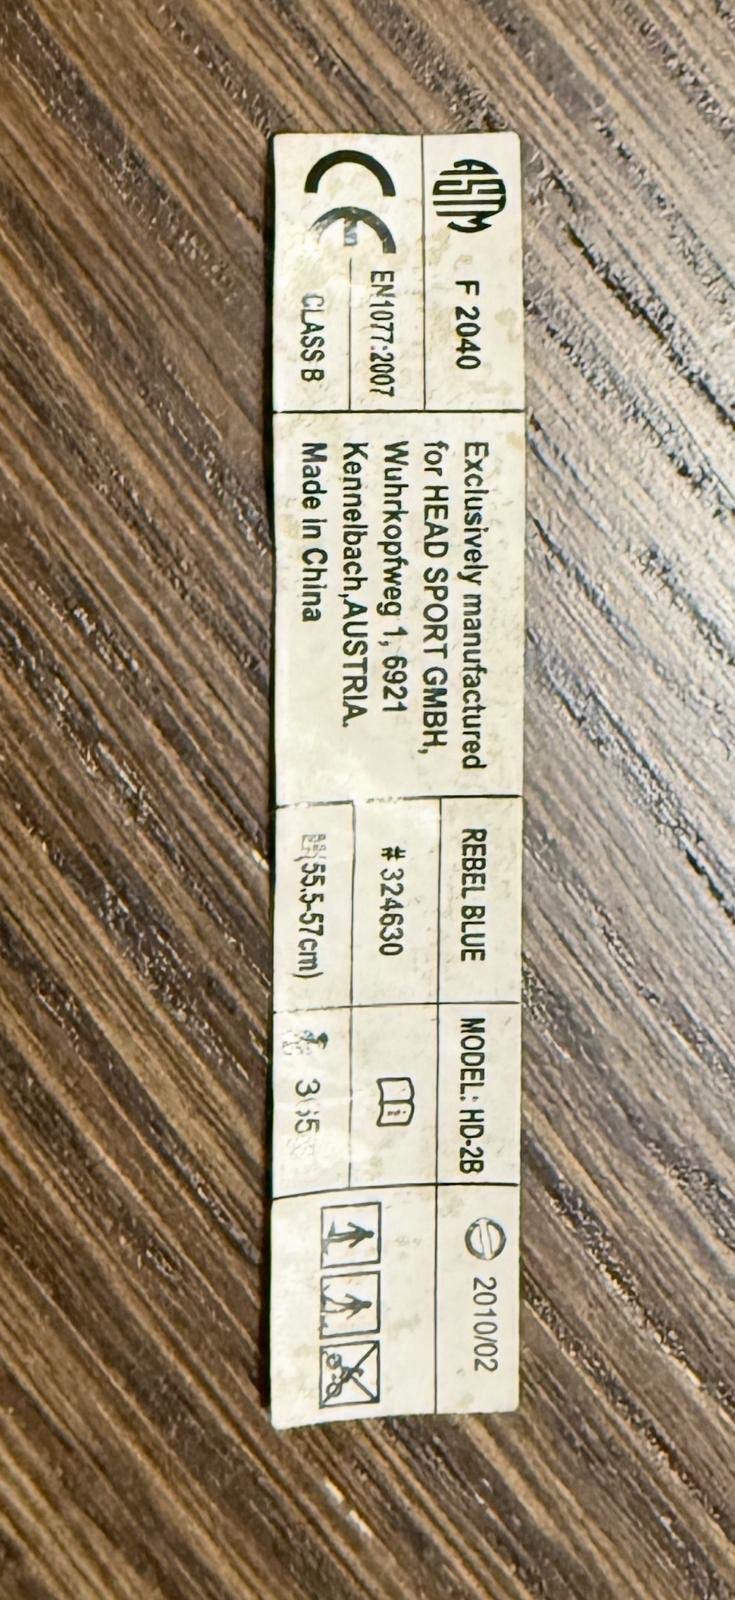 ASTM F 2040
CE EN1077:2007
CLASS B
Exclusively manufactured
for HEAD SPORT GMBH,
Wuhrkopfweg 1, 6921
Kennelbach,AUSTRIA.
Made in China
REBEL BLUE
# 324630
(55.5-57cm)
MODEL: HD-2B
i
2010/02